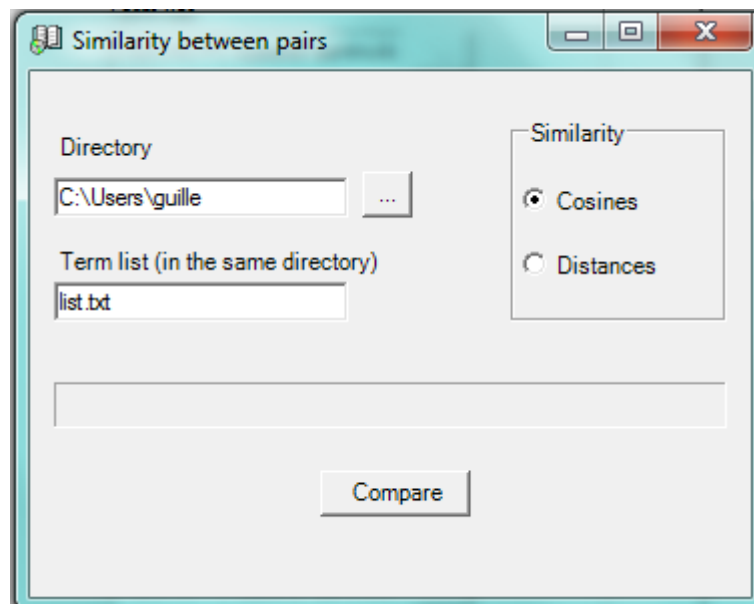 Similarity between pairs
Directory
C:\Users\guille
...
Term list (in the same directory)
list.txt
Similarity
Cosines
Distances
Compare